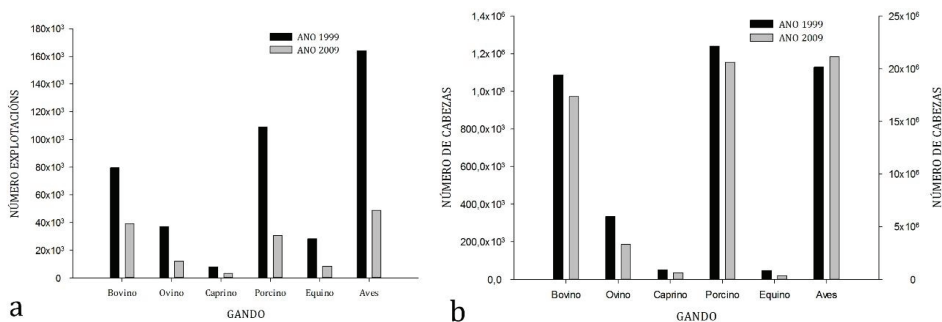 NÚMERO EXPLOTACIÓNS
180x10³
160x10³
140x10³
120x10³
100x10³
80x10³
60x10³
40x10³
20x10³
0
ANO 1999
ANO 2009
Bovino Ovino Caprino Porcino Equino Aves
GANDO
a
NÚMERO DE CABEZAS
1,4x10⁶
1,2x10⁶
1,0x10⁶
800,0x10³
600,0x10³
400,0x10³
200,0x10³
0,0
ANO 1999
ANO 2009
25x10⁶
20x10⁶
15x10⁶
10x10⁶
5x10⁶
0
NÚMERO DE CABEZAS
Bovino Ovino Caprino Porcino Equino Aves
GANDO
b